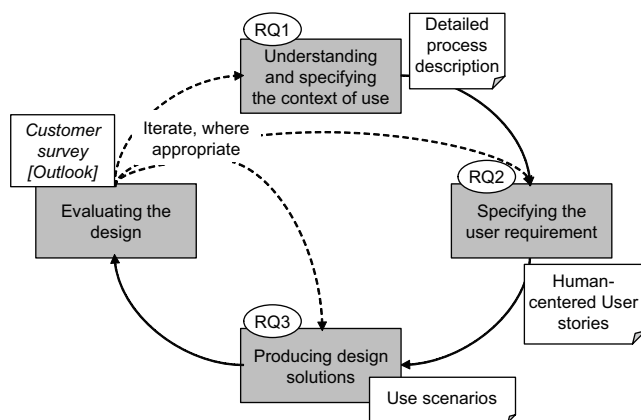 RQ1
Understanding
and specifying
the context of use
Detailed
process
description
Customer
survey
[Outlook]
Iterate, where
appropriate
RQ2
Evaluating the
design
Specifying the
user requirement
Human-
centered User
stories
RQ3
Producing design
solutions
Use scenarios